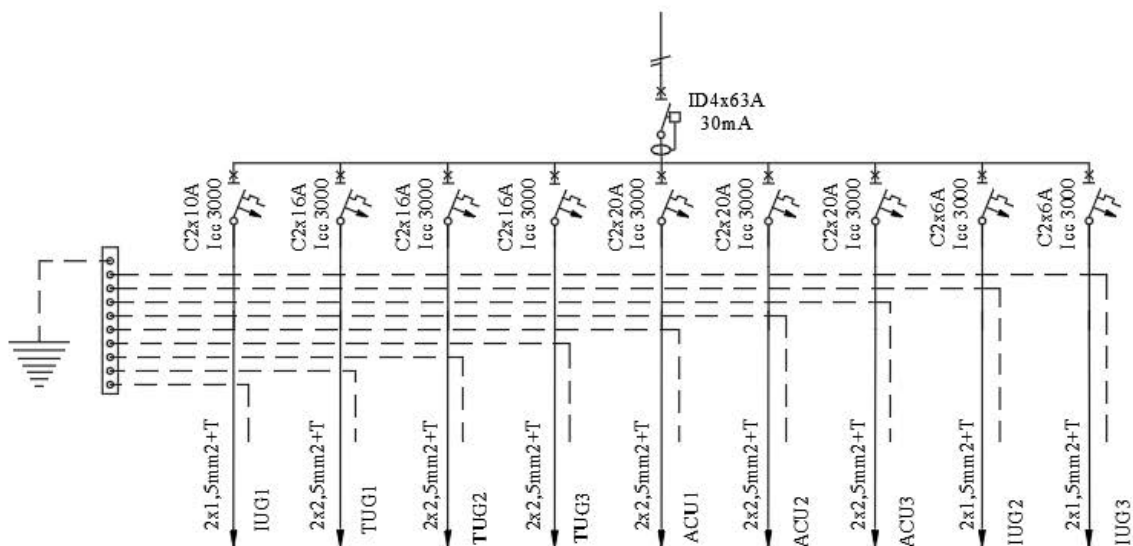 ID4x63A
30mA
C2x10A
Icc 3000
C2x16A
Icc 3000
C2x16A
Icc 3000
C2x16A
Icc 3000
C2x20A
Icc 3000
C2x20A
Icc 3000
C2x20A
Icc 3000
C2x6A
Icc 3000
C2x6A
Icc 3000
2x1,5mm2+T
IUG1
2x2,5mm2+T
TUG1
2x2,5mm2+T
TUG2
2x2,5mm2+T
TUG3
2x2,5mm2+T
ACU1
2x2,5mm2+T
ACU2
2x2,5mm2+T
ACU3
2x1,5mm2+T
IUG2
2x1,5mm2+T
IUG3